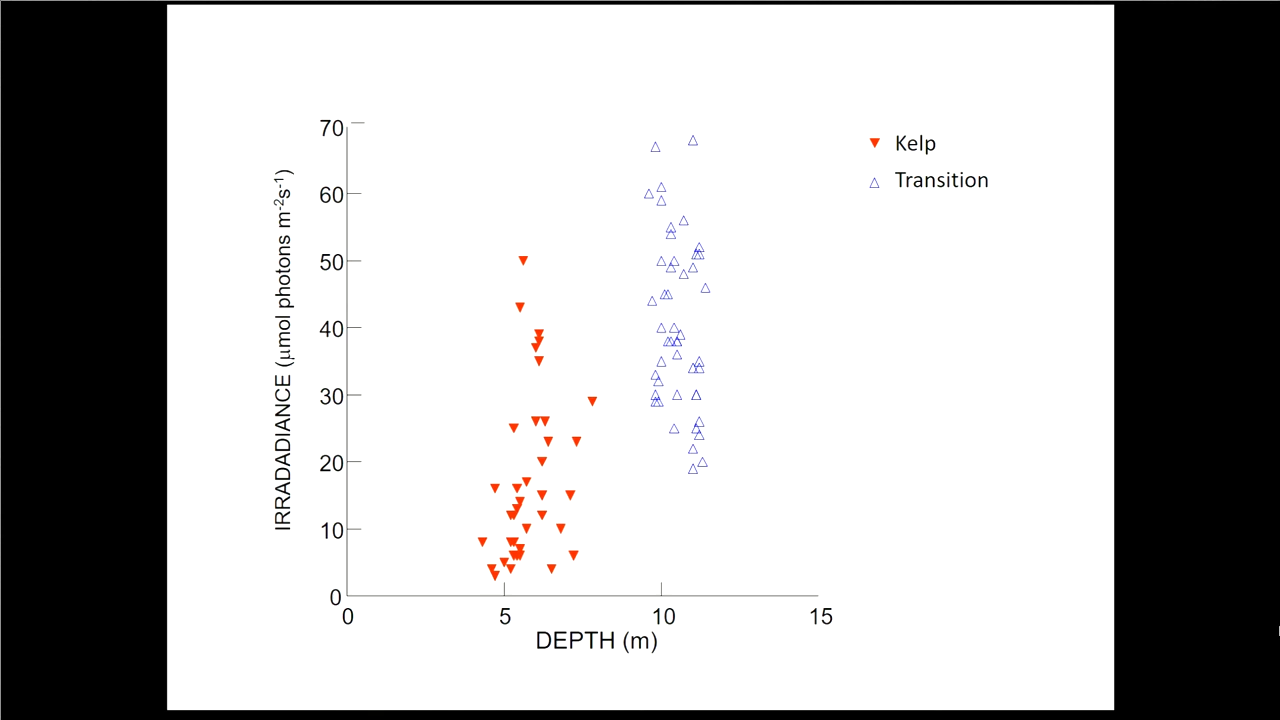 70
60
50
40
30
20
10
0
IRRADADIANCE (μmol photons m⁻²s⁻¹)
0 5 10 15
DEPTH (m)
Kelp
Transition